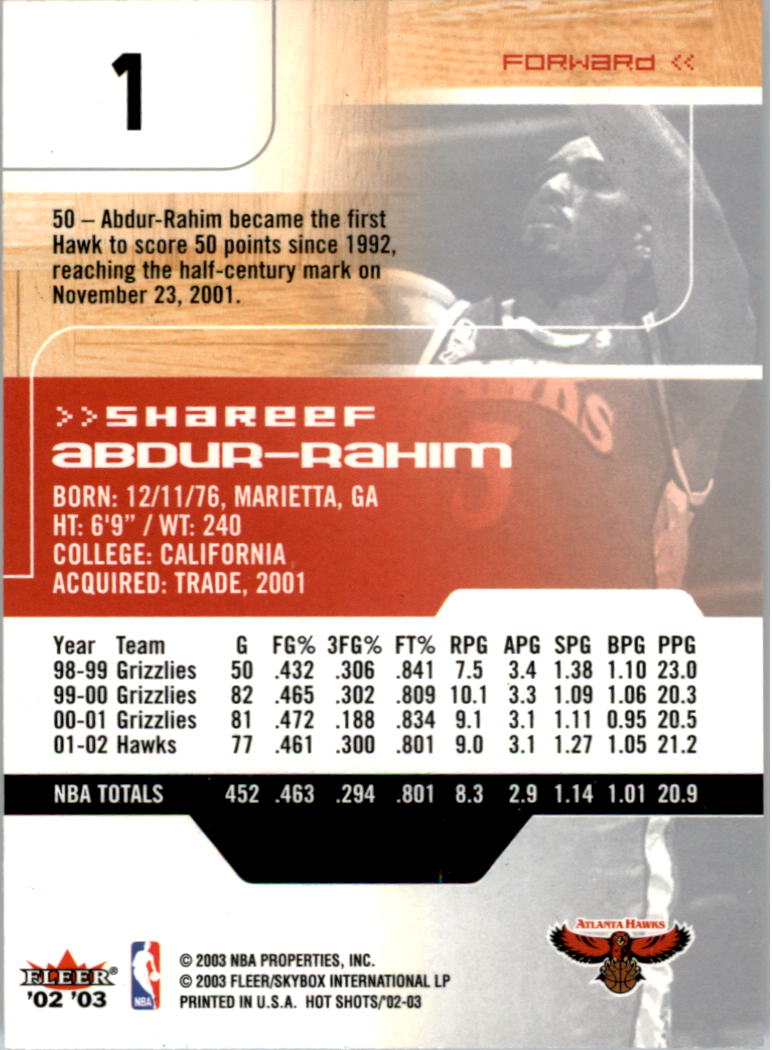 1
FORWARD <<
50 – Abdur-Rahim became the first
Hawk to score 50 points since 1992,
reaching the half-century mark on
November 23, 2001.
>>SHAREEF
ABDUR-RAHIM
BORN: 12/11/76, MARIETTA, GA
HT: 6'9" / WT: 240
COLLEGE: CALIFORNIA
ACQUIRED: TRADE, 2001
Year Team G FG% 3FG% FT% RPG APG SPG BPG PPG
98-99 Grizzlies 50 .432 .306 .841 7.5 3.4 1.38 1.10 23.0
99-00 Grizzlies 82 .465 .302 .809 10.1 3.3 1.09 1.06 20.3
00-01 Grizzlies 81 .472 .188 .834 9.1 3.1 1.11 0.95 20.5
01-02 Hawks 77 .461 .300 .801 9.0 3.1 1.27 1.05 21.2
NBA TOTALS 452 .463 .294 .801 8.3 2.9 1.14 1.01 20.9
ATLANTA HAWKS
FLEER®
'02 '03
NBA
© 2003 NBA PROPERTIES, INC.
© 2003 FLEER/SKYBOX INTERNATIONAL LP
PRINTED IN U.S.A. HOT SHOTS/'02-03